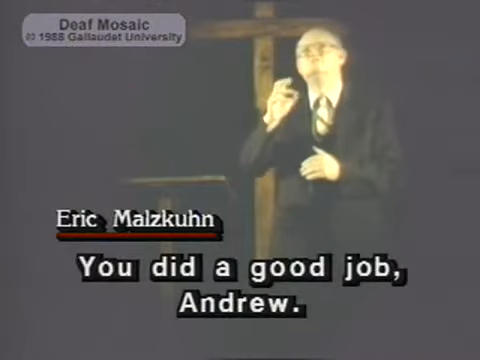 Deaf Mosaic
© 1988 Gallaudet University
Eric Malzkuhn
You did a good job,
Andrew.